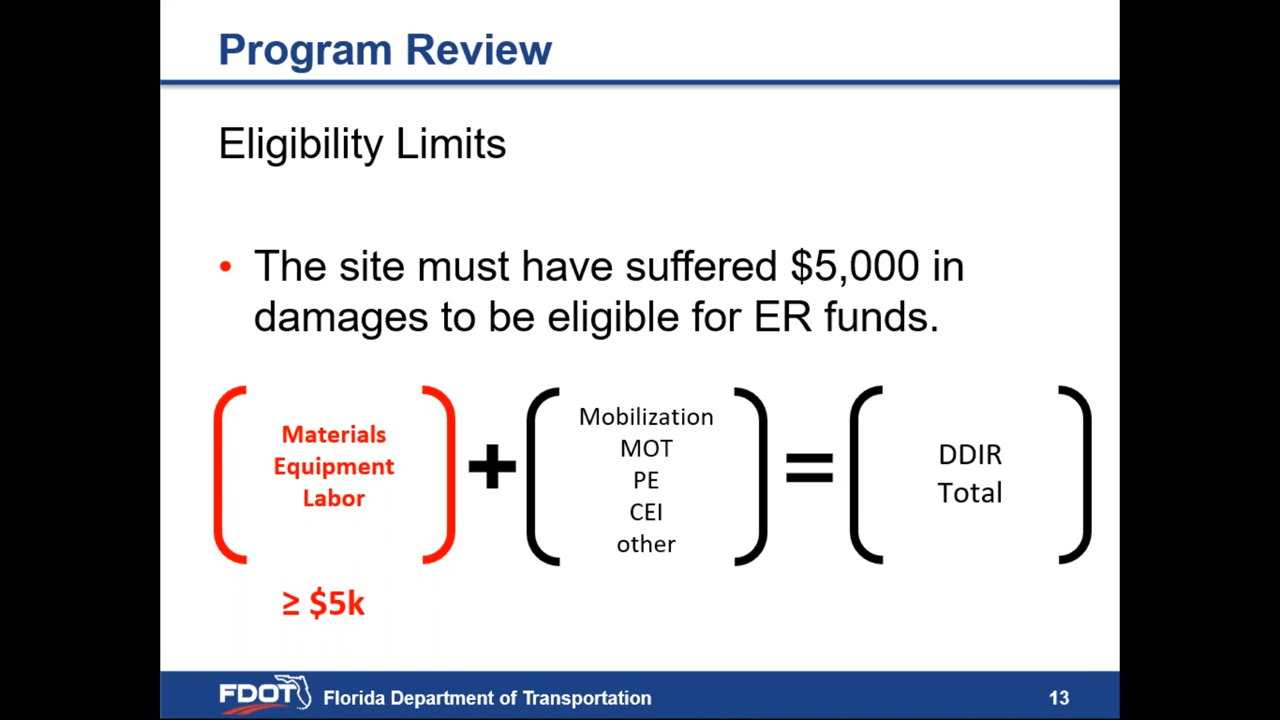 Program Review
Eligibility Limits
• The site must have suffered $5,000 in
damages to be eligible for ER funds.
Materials
Equipment
Labor
≥ $5k
+
Mobilization
MOT
PE
CEI
other
=
DDIR
Total
FDOT Florida Department of Transportation 13